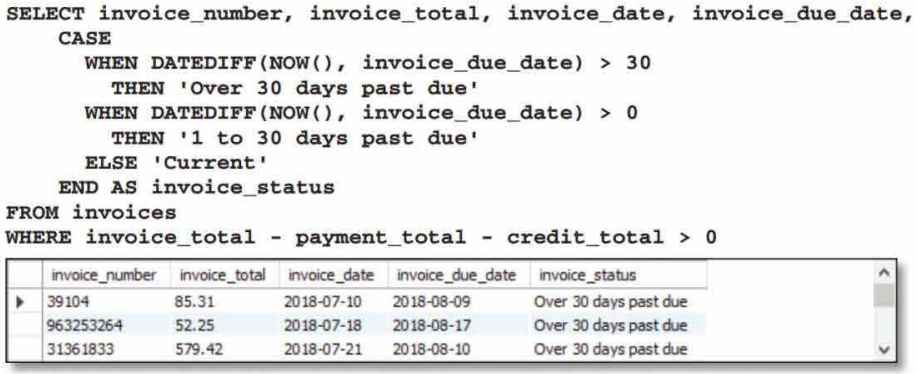 SELECT invoice_number, invoice_total, invoice_date, invoice_due_date,
CASE
WHEN DATEDIFF(NOW(), invoice_due_date) > 30
THEN 'Over 30 days past due'
WHEN DATEDIFF(NOW(), invoice_due_date) > 0
THEN '1 to 30 days past due'
ELSE 'Current'
END AS invoice_status
FROM invoices
WHERE invoice_total - payment_total - credit_total > 0
invoice_number invoice_total invoice_date invoice_due_date invoice_status
39104 85.31 2018-07-10 2018-08-09 Over 30 days past due
963253264 52.25 2018-07-18 2018-08-17 Over 30 days past due
31361833 579.42 2018-07-21 2018-08-10 Over 30 days past due